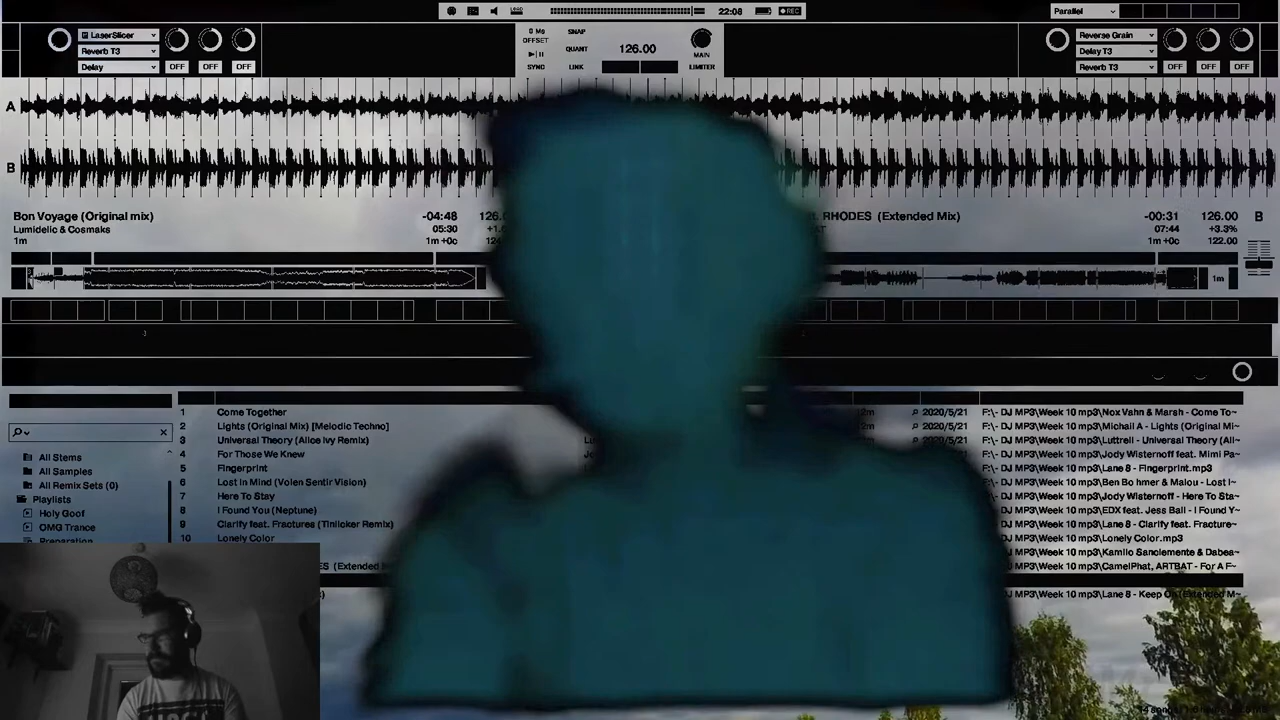 LOAD 22:08 REC
Parallel
LaserSlicer
Reverb T3
Delay
OFF OFF OFF
0 Ms
OFFSET
SYNC
SNAP
QUANT
LINK
126.00
MAIN
LIMITER
Reverse Grain
Delay T3
Reverb T3
OFF OFF OFF
A
B
Bon Voyage (Original mix) -04:48
Lumidelic & Cosmaks 05:30
1m 1m +0c
RHODES (Extended Mix) -00:31 126.00 B
07:44 +3.3%
1m +0c 122.00
1m
All Stems
All Samples
All Remix Sets (0)
Playlists
Holy Goof
OMG Trance
Preparation
1 Come Together 2020/5/21 F:\- DJ MP3\Week 10 mp3\Nox Vahn & Marsh - Come To~
2 Lights (Original Mix) [Melodic Techno] 2020/5/21 F:\- DJ MP3\Week 10 mp3\Michail A - Lights (Original Mi~
3 Universal Theory (Alice Ivy Remix) 2020/5/21 F:\- DJ MP3\Week 10 mp3\Luttrell - Universal Theory (Ali~
4 For Those We Knew DJ MP3\Week 10 mp3\Jody Wisternoff feat. Mimi Pa~
5 Fingerprint DJ MP3\Week 10 mp3\Lane 8 - Fingerprint.mp3
6 Lost in Mind (Volen Sentir Vision) DJ MP3\Week 10 mp3\Ben Bohmer & Malou - Lost i~
7 Here To Stay DJ MP3\Week 10 mp3\Jody Wisternoff - Here To Sta~
8 I Found You (Neptune) DJ MP3\Week 10 mp3\EDX feat. Jess Ball - I Found Y~
9 Clarify feat. Fractures (Tinlicker Remix) DJ MP3\Week 10 mp3\Lane 8 - Clarify feat. Fracture~
10 Lonely Color DJ MP3\Week 10 mp3\Lonely Color.mp3
DJ MP3\Week 10 mp3\Kamilo Sanclemente & Dabea~
(Extended DJ MP3\Week 10 mp3\CamelPhat, ARTBAT - For A F~
DJ MP3\Week 10 mp3\Lane 8 - Keep On (Extended M~